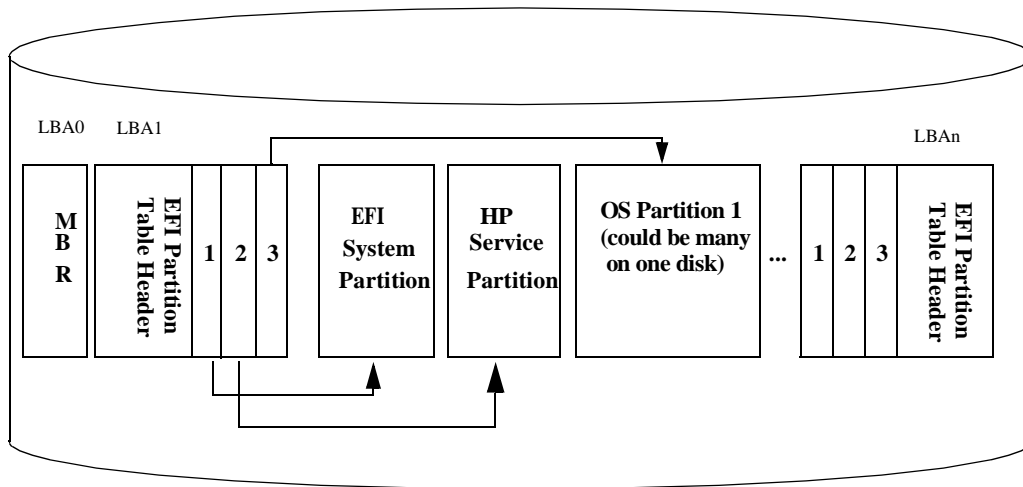 LBA0
LBA1
LBAn
M
B
R
EFI Partition
Table Header
1
2
3
EFI
System
Partition
HP
Service
Partition
OS Partition 1
(could be many
on one disk)
...
1
2
3
EFI Partition
Table Header